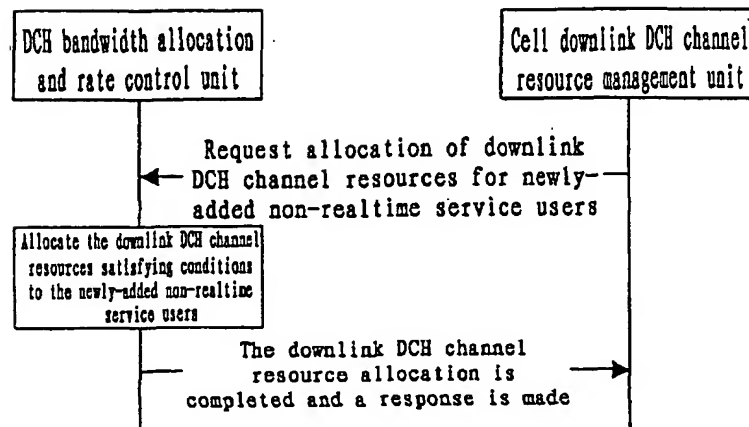 DCH bandwidth allocation
and rate control unit
Cell downlink DCH channel
resource management unit
Request allocation of downlink
DCH channel resources for newly-
added non-realtime service users
Allocate the downlink DCH channel
resources satisfying conditions
to the newly-added non-realtime
service users
The downlink DCH channel
resource allocation is
completed and a response is made